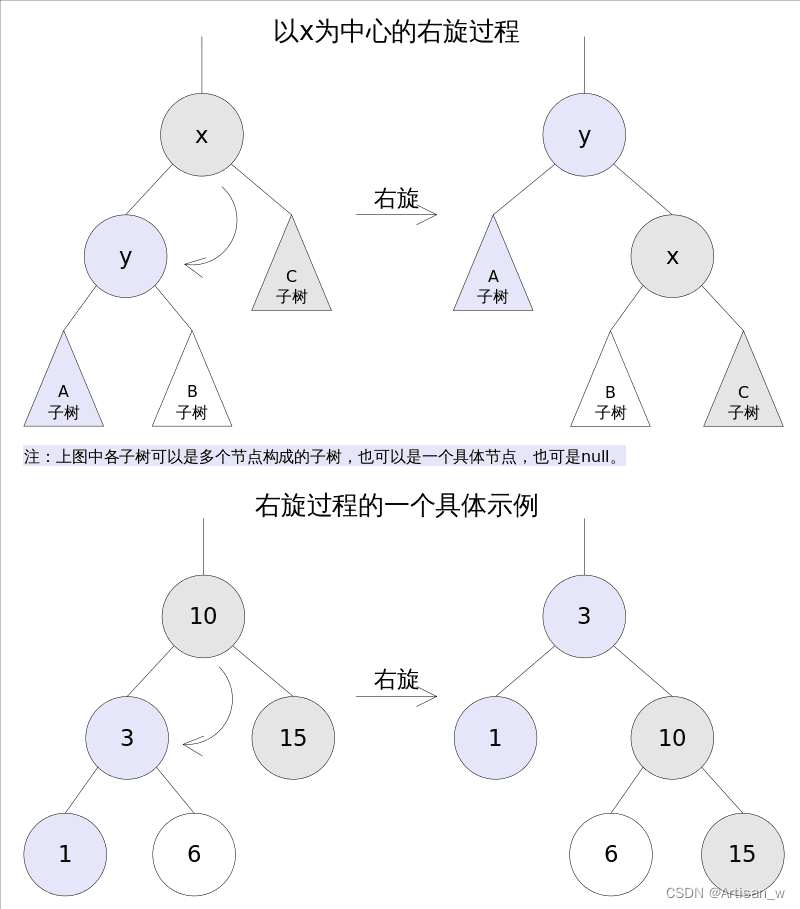 以x为中心的右旋过程
x
y
右旋
y
x
C
子树
A
子树
A
子树
B
子树
B
子树
C
子树
注：上图中各子树可以是多个节点构成的子树，也可以是一个具体节点，也可是null。
右旋过程的一个具体示例
10
3
右旋
3
15
1
10
1
6
6
15
CSDN @Artisan_w